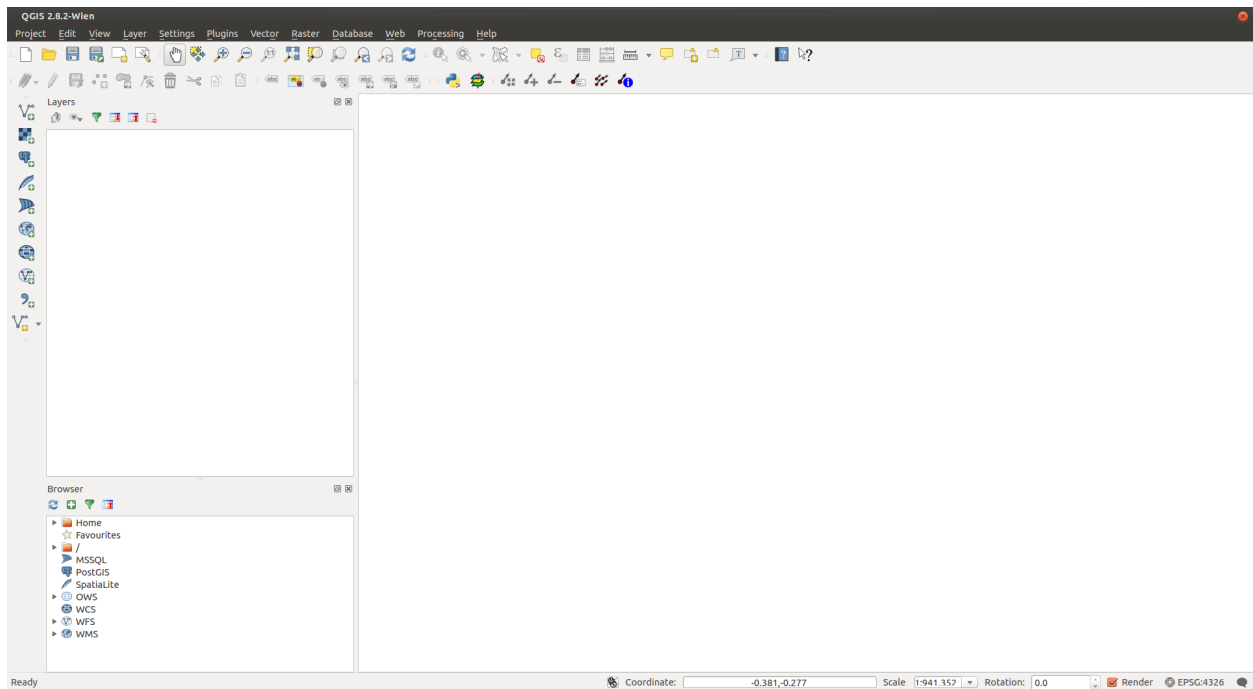 QGIS 2.8.2-Wien
Project Edit View Layer Settings Plugins Vector Raster Database Web Processing Help
Layers
Browser
Home
Favourites
/
MSSQL
PostGIS
SpatiaLite
OWS
WCS
WFS
WMS
Ready Coordinate: -0.381,-0.277 Scale 1:941.352 Rotation: 0.0 Render EPSG:4326